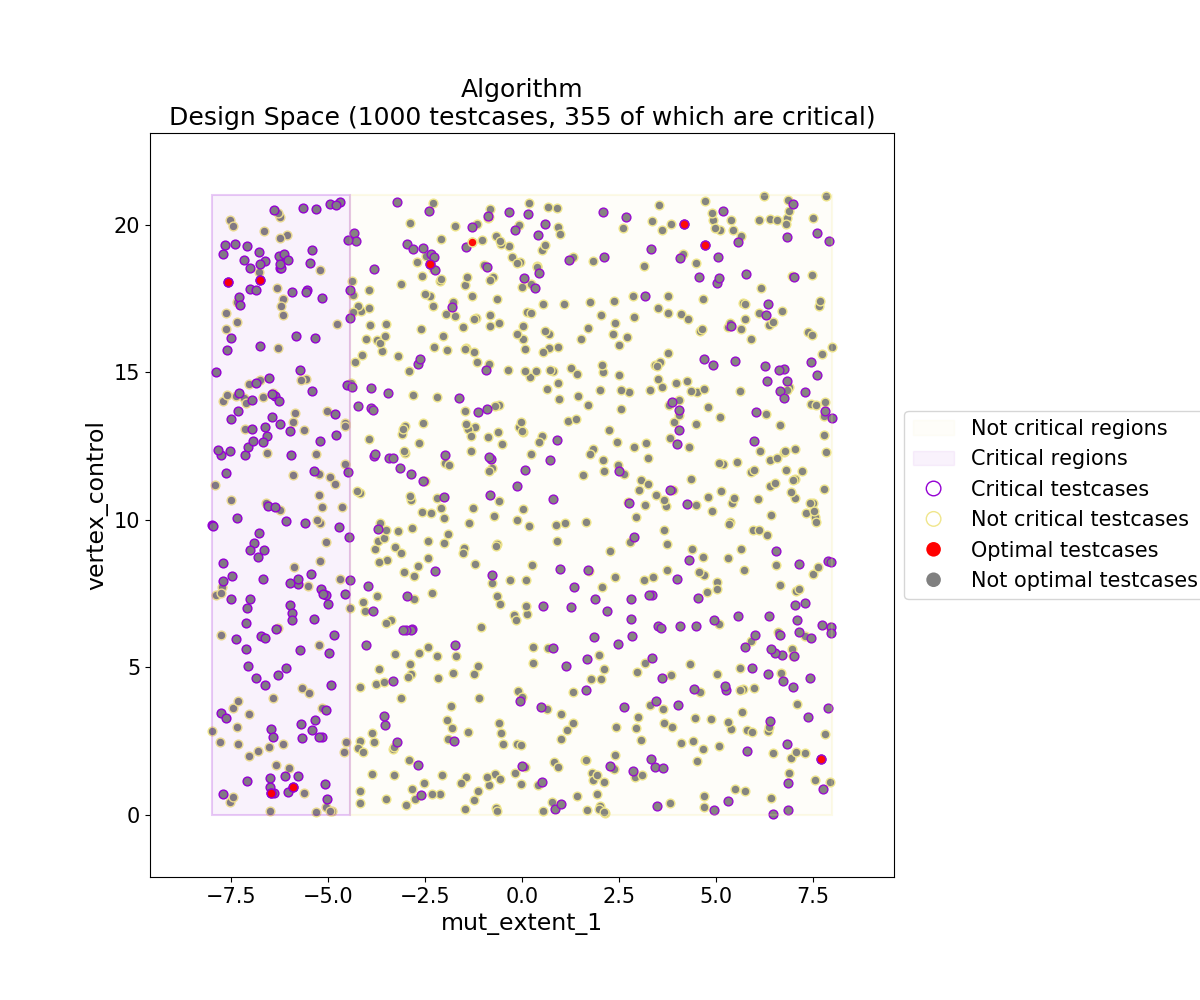 Algorithm
Design Space (1000 testcases, 355 of which are critical)
20
15
10
5
0
vertex_control
−7.5
−5.0
−2.5
0.0
2.5
5.0
7.5
mut_extent_1
Not critical regions
Critical regions
Critical testcases
Not critical testcases
Optimal testcases
Not optimal testcases